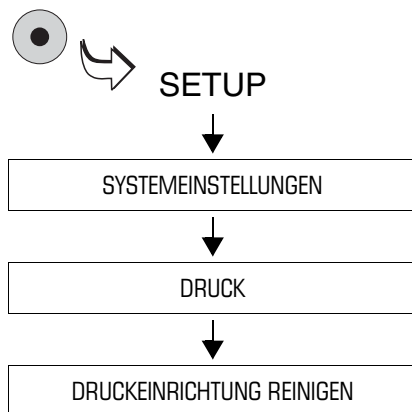 SETUP
SYSTEMEINSTELLUNGEN
DRUCK
DRUCKEINRICHTUNG REINIGEN